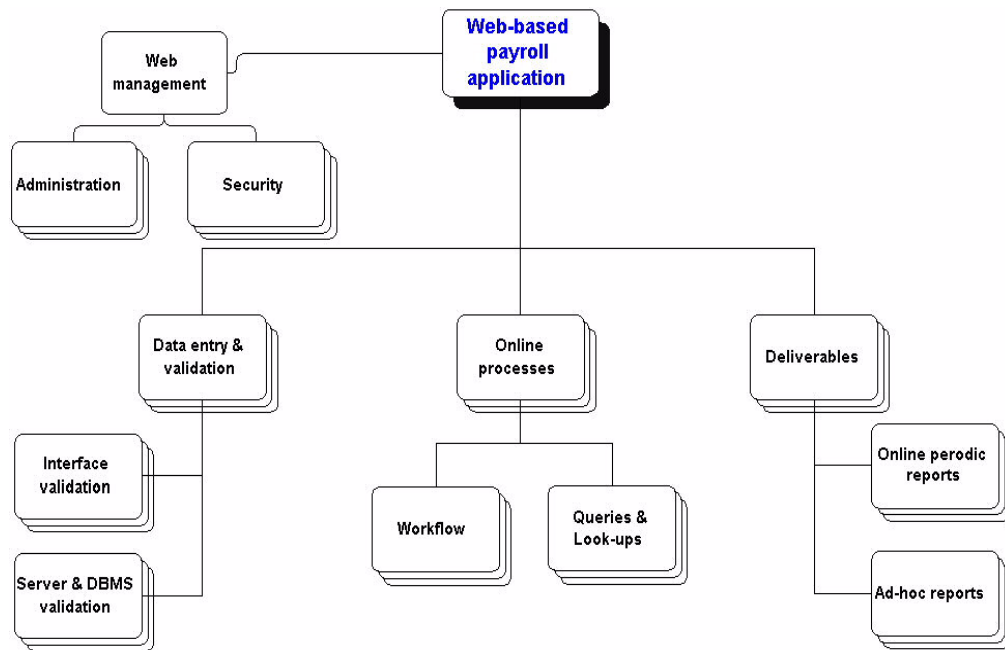 Web-based
payroll
application
Web
management
Administration
Security
Data entry &
validation
Online
processes
Deliverables
Interface
validation
Online perodic
reports
Workflow
Queries &
Look-ups
Server & DBMS
validation
Ad-hoc reports